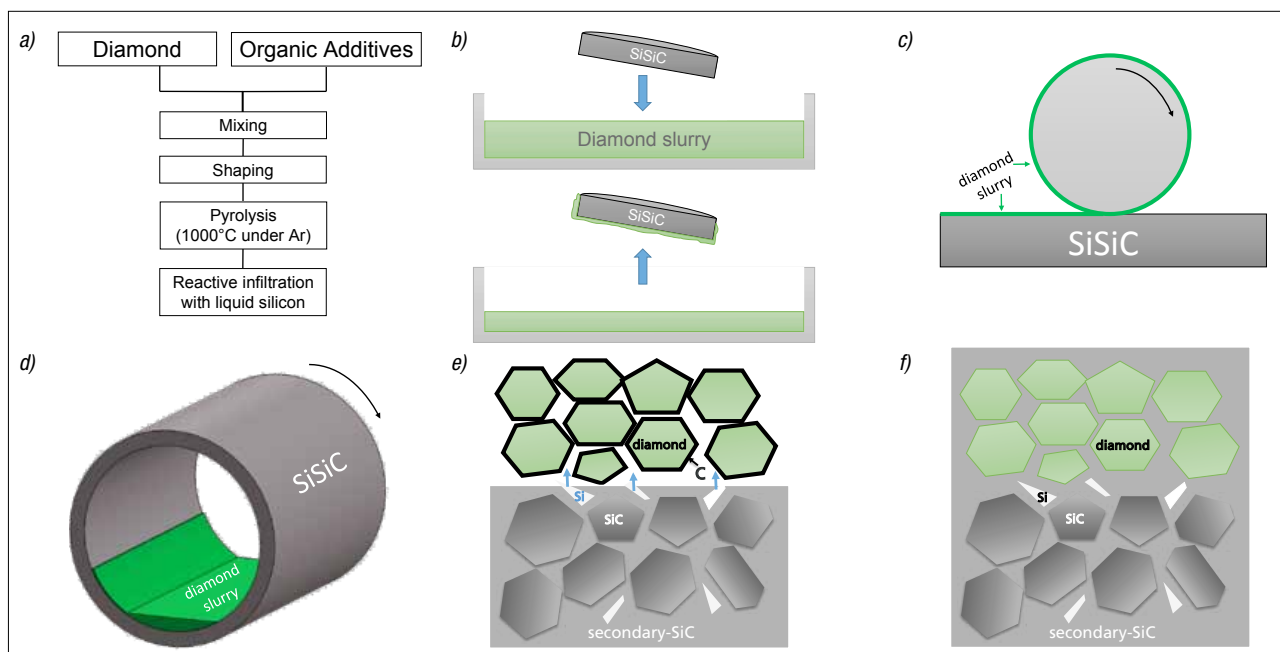 a)
Diamond
Organic Additives
Mixing
Shaping
Pyrolysis
(1000°C under Ar)
Reactive infiltration
with liquid silicon
b)
SiSiC
Diamond slurry
SiSiC
c)
diamond
slurry
SiSiC
d)
SiSiC
diamond
slurry
e)
diamond
C
Si
SiC
secondary-SiC
f)
diamond
Si
SiC
secondary-SiC